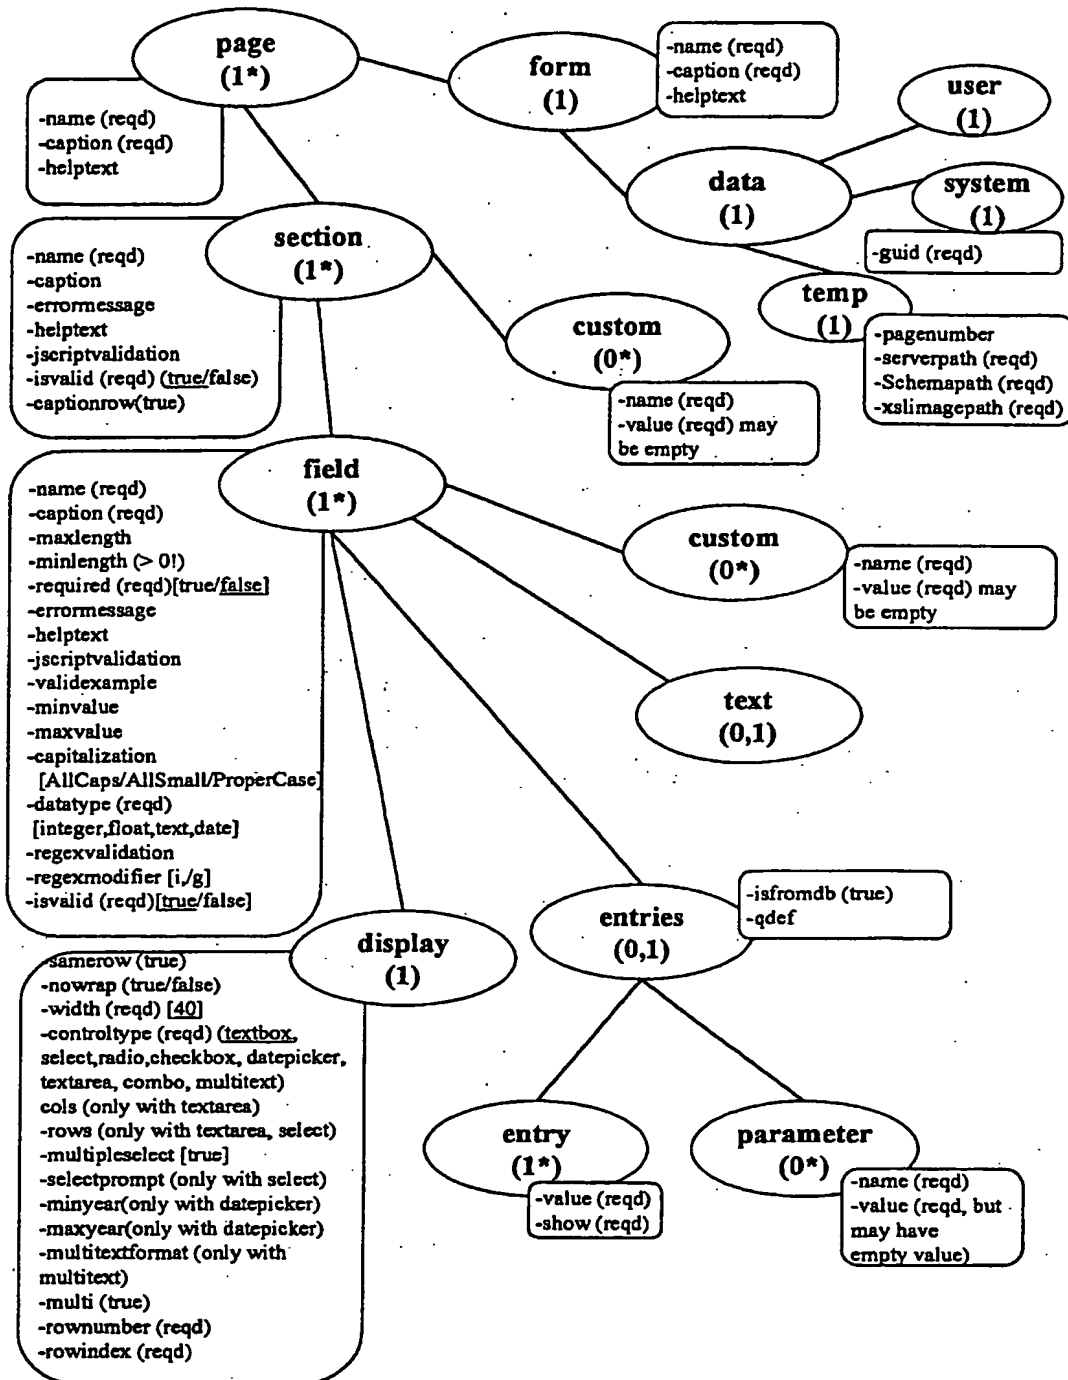 page
(1*)
-name (reqd)
-caption (reqd)
-helptext
form
(1)
-name (reqd)
-caption (reqd)
-helptext
user
(1)
data
(1)
system
(1)
-guid (reqd)
temp
(1)
-pagenumber
-serverpath (reqd)
-Schemapath (reqd)
-xslimagepath (reqd)
section
(1*)
-name (reqd)
-caption
-errormessage
-helptext
-jscriptvalidation
-isvalid (reqd) (true/false)
-captionrow(true)
custom
(0*)
-name (reqd)
-value (reqd) may
be empty
field
(1*)
-name (reqd)
-caption (reqd)
-maxlength
-minlength (> 0!)
-required (reqd)[true/false]
-errormessage
-helptext
-jscriptvalidation
-validexample
-minvalue
-maxvalue
-capitalization
[AllCaps/AllSmall/ProperCase]
-datatype (reqd)
[integer,float,text,date]
-regexvalidation
-regexmodifier [i,/g]
-isvalid (reqd)[true/false]
custom
(0*)
-name (reqd)
-value (reqd) may
be empty
text
(0,1)
entries
(0,1)
-isfromdb (true)
-qdef
display
(1)
-samerow (true)
-nowrap (true/false)
-width (reqd) [40]
-controltype (reqd) (textbox,
select,radio,checkbox, datepicker,
textarea, combo, multitext)
cols (only with textarea)
-rows (only with textarea, select)
-multipleselect [true]
-selectprompt (only with select)
-minyear(only with datepicker)
-maxyear(only with datepicker)
-multitextformat (only with
multitext)
-multi (true)
-rownumber (reqd)
-rowindex (reqd)
entry
(1*)
-value (reqd)
-show (reqd)
parameter
(0*)
-name (reqd)
-value (reqd, but
may have
empty value)